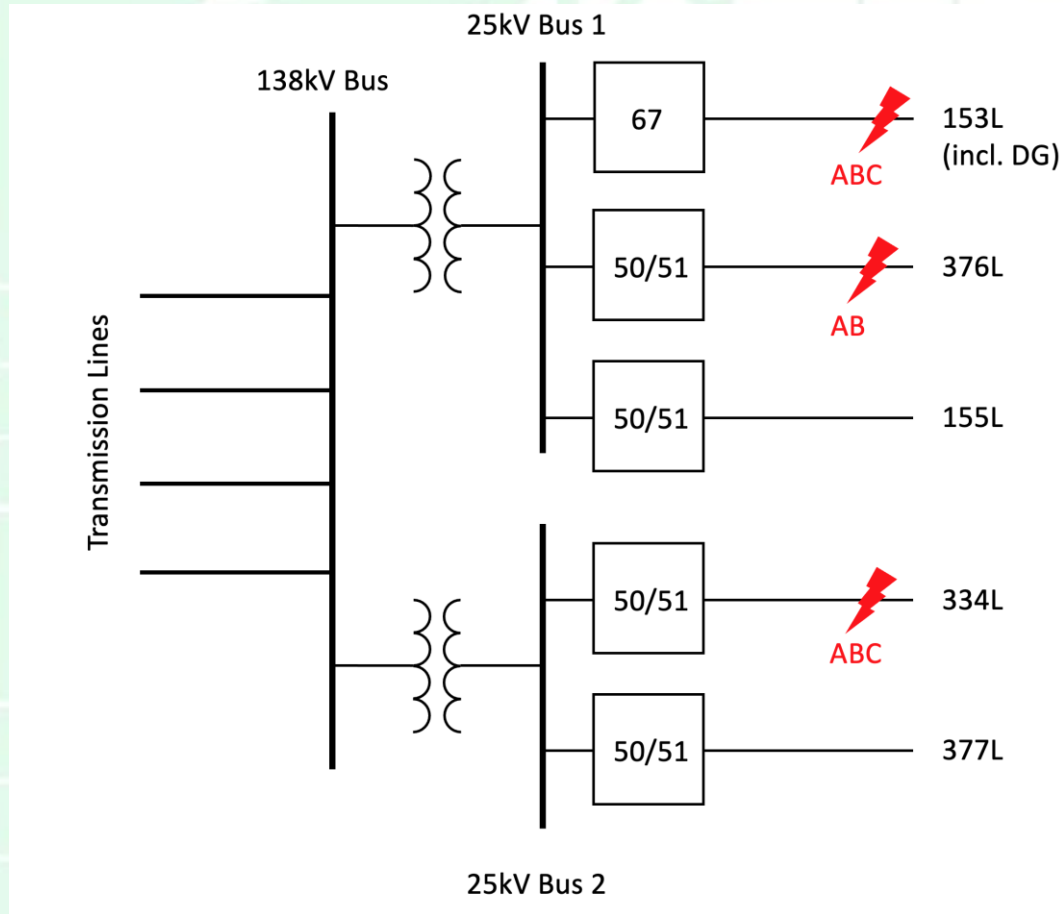 25kV Bus 1
138kV Bus
67
153L
(incl. DG)
ABC
50/51
376L
AB
50/51
155L
Transmission Lines
50/51
334L
ABC
50/51
377L
25kV Bus 2